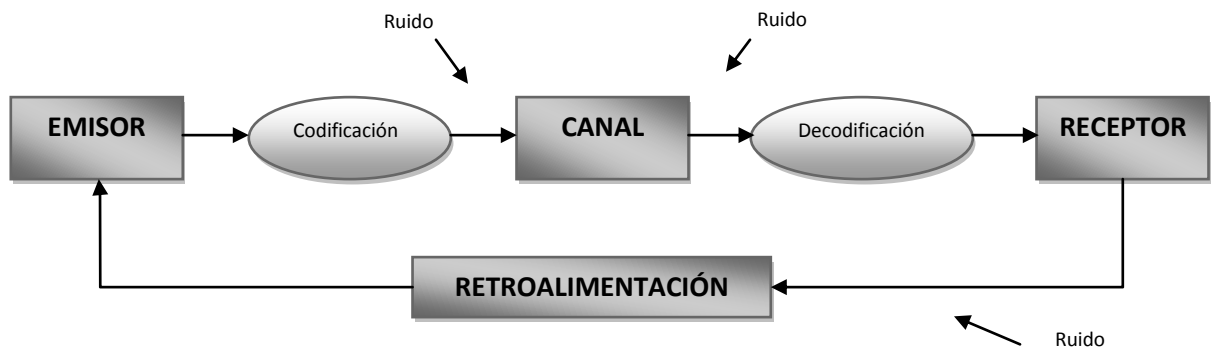 Ruido
Ruido
EMISOR
Codificación
CANAL
Decodificación
RECEPTOR
RETROALIMENTACIÓN
Ruido